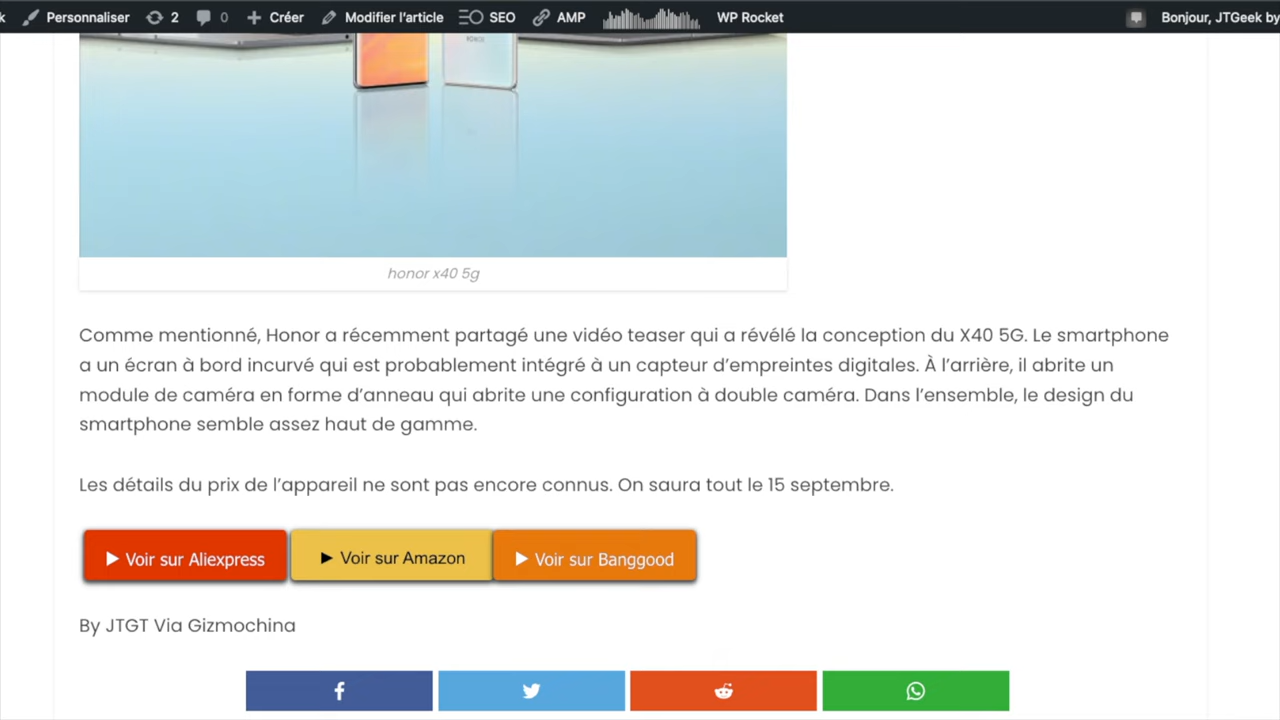 Personnaliser 2 0 Créer Modifier l'article SEO AMP WP Rocket Bonjour, JTGeek by
HONOR
honor x40 5g
Comme mentionné, Honor a récemment partagé une vidéo teaser qui a révélé la conception du X40 5G. Le smartphone
a un écran à bord incurvé qui est probablement intégré à un capteur d'empreintes digitales. À l'arrière, il abrite un
module de caméra en forme d'anneau qui abrite une configuration à double caméra. Dans l'ensemble, le design du
smartphone semble assez haut de gamme.
Les détails du prix de l'appareil ne sont pas encore connus. On saura tout le 15 septembre.
Voir sur Aliexpress Voir sur Amazon Voir sur Banggood
By JTGT Via Gizmochina